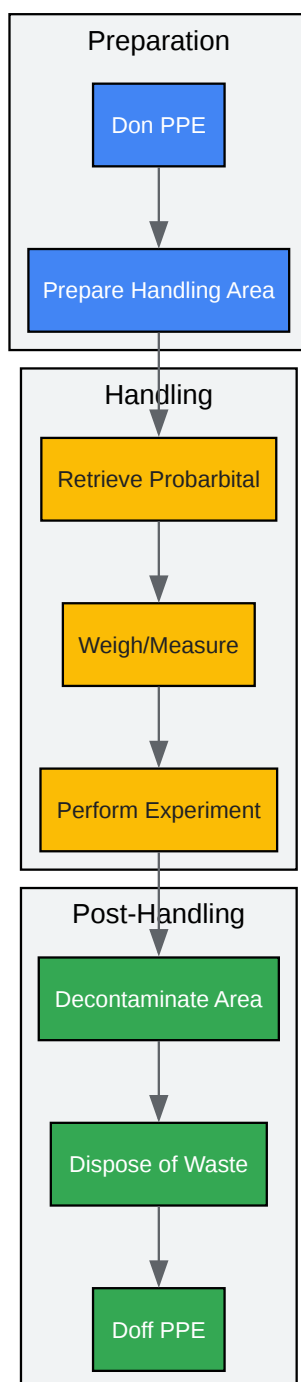 Preparation
Don PPE
Prepare Handling Area
Handling
Retrieve Probarbital
Weigh/Measure
Perform Experiment
Post-Handling
Decontaminate Area
Dispose of Waste
Doff PPE